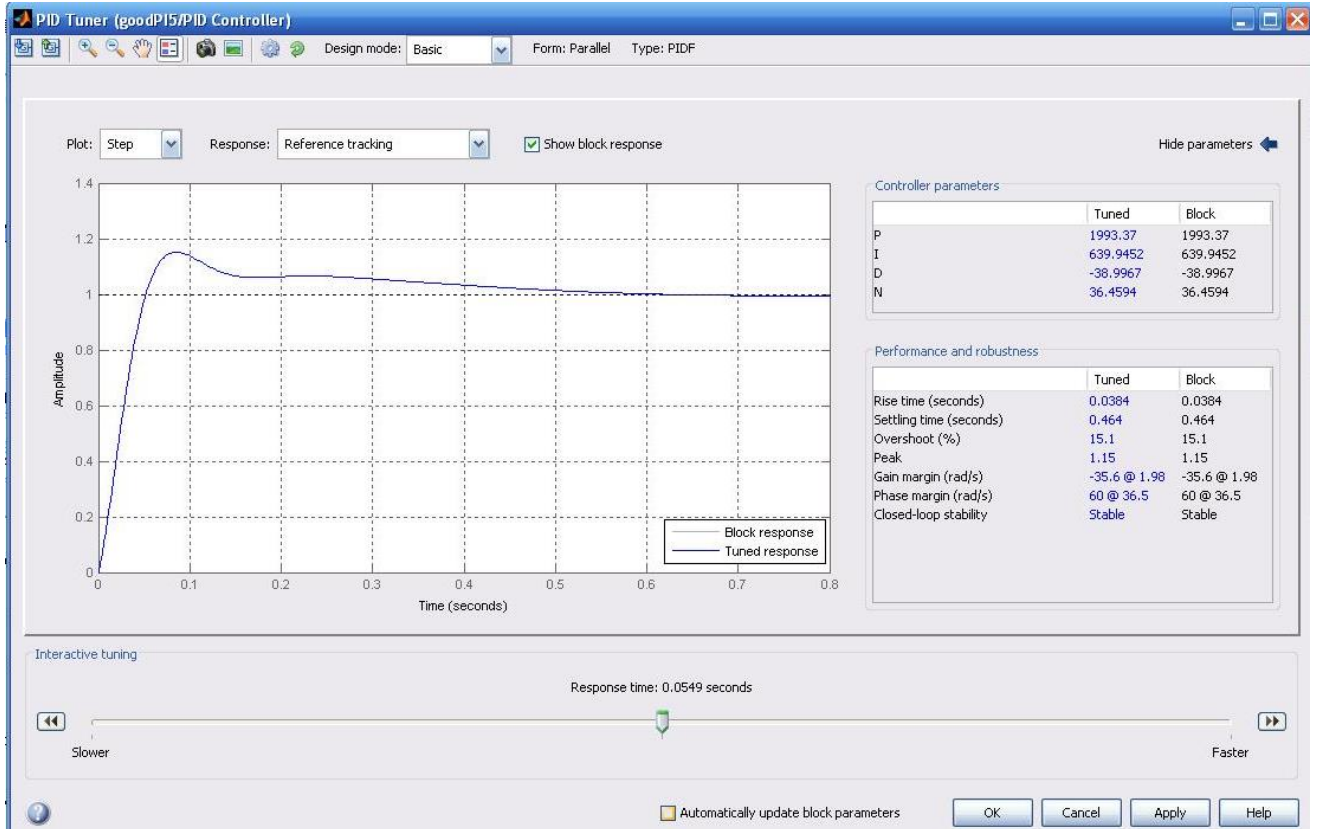 PID Tuner (goodPI5/PID Controller)
Design mode: Basic Form: Parallel Type: PIDF
Plot: Step Response: Reference tracking Show block response Hide parameters
1.4
1.2
1
0.8
0.6
0.4
0.2
0
Amplitude
0 0.1 0.2 0.3 0.4 0.5 0.6 0.7 0.8
Time (seconds)
Block response
Tuned response
Controller parameters
Tuned Block
P 1993.37 1993.37
I 639.9452 639.9452
D -38.9967 -38.9967
N 36.4594 36.4594
Performance and robustness
Tuned Block
Rise time (seconds) 0.0384 0.0384
Settling time (seconds) 0.464 0.464
Overshoot (%) 15.1 15.1
Peak 1.15 1.15
Gain margin (rad/s) -35.6 @ 1.98 -35.6 @ 1.98
Phase margin (rad/s) 60 @ 36.5 60 @ 36.5
Closed-loop stability Stable Stable
Interactive tuning
Response time: 0.0549 seconds
Slower Faster
Automatically update block parameters OK Cancel Apply Help